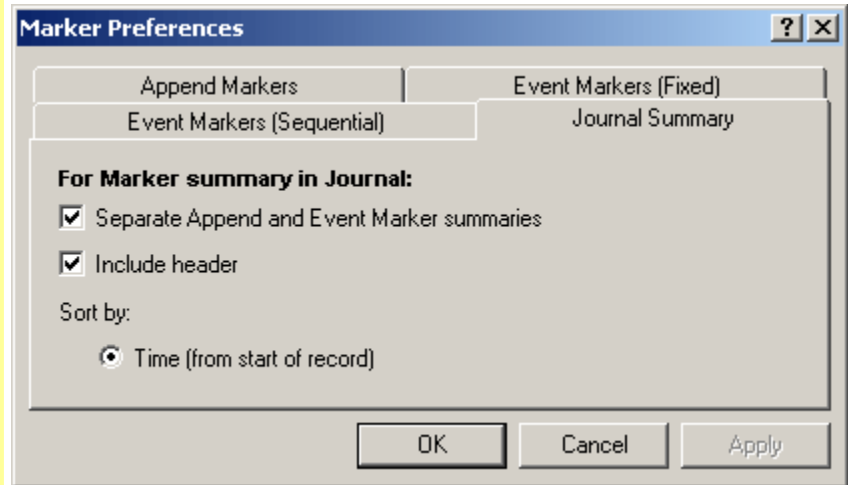 Marker Preferences
Append Markers
Event Markers (Fixed)
Event Markers (Sequential)
Journal Summary
For Marker summary in Journal:
Separate Append and Event Marker summaries
Include header
Sort by:
Time (from start of record)
OK
Cancel
Apply